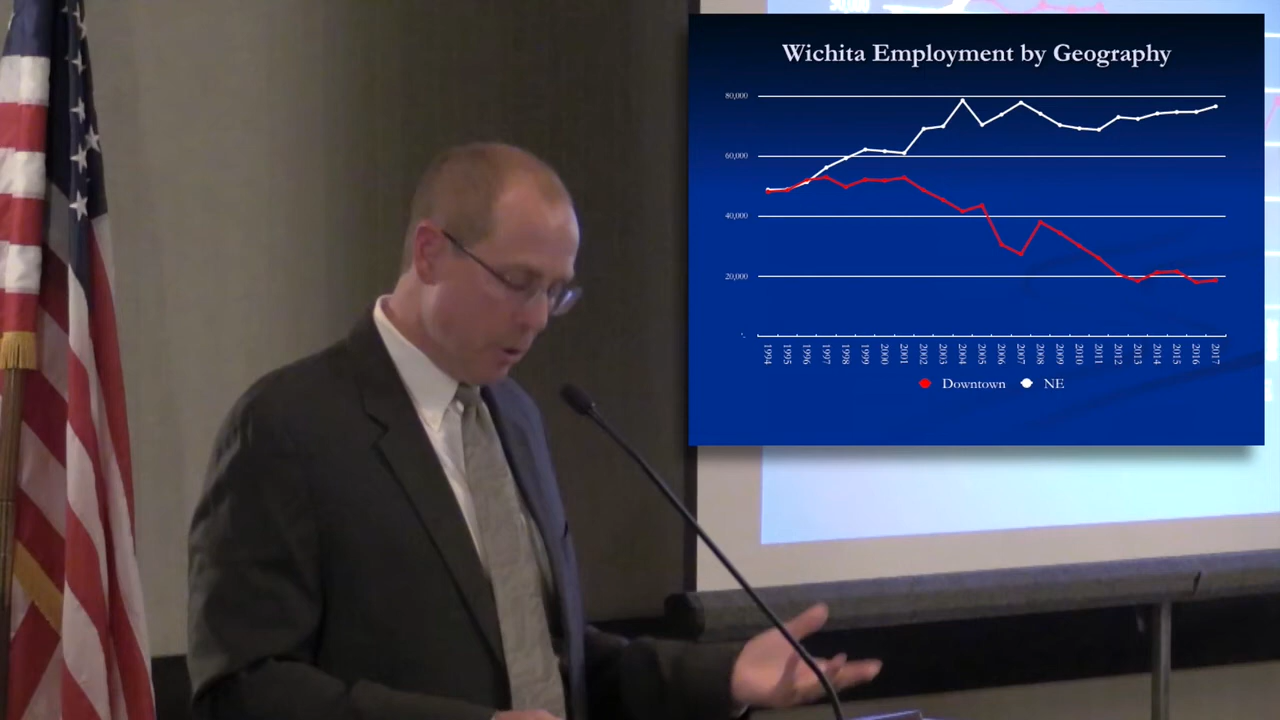 Wichita Employment by Geography
80,000
60,000
40,000
20,000
-
1994 1995 1996 1997 1998 1999 2000 2001 2002 2003 2004 2005 2006 2007 2008 2009 2010 2011 2012 2013 2014 2015 2016 2017
Downtown NE